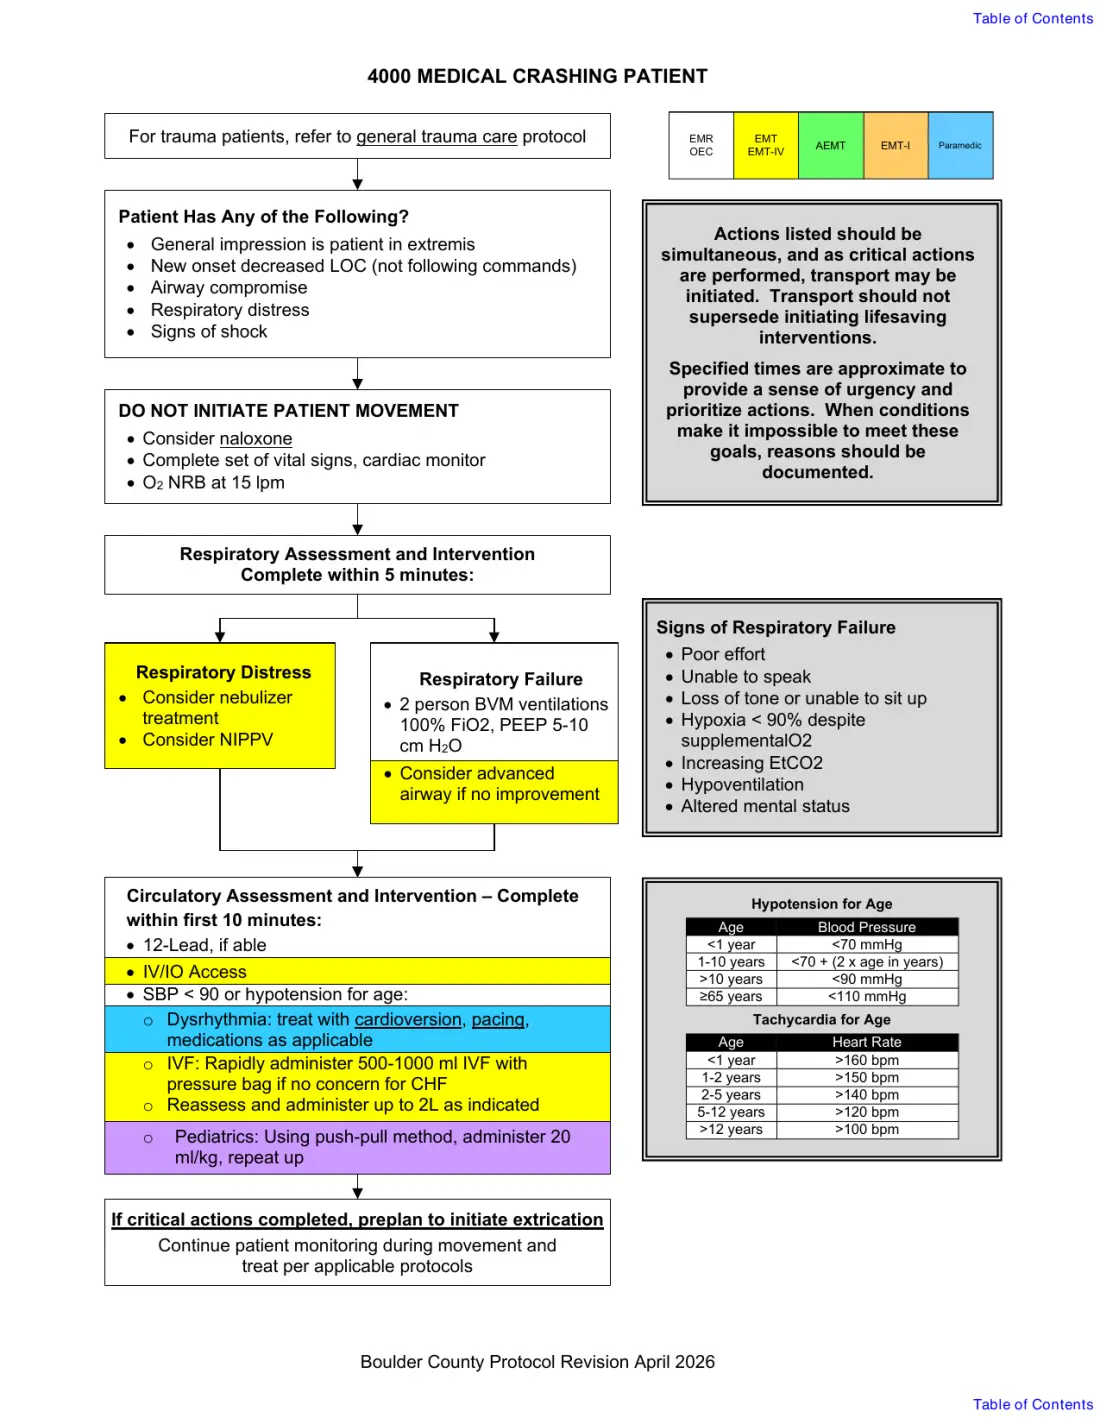 Table of Contents
4000 MEDICAL CRASHING PATIENT
For trauma patients, refer to general trauma care protocol
EMR
OEC
EMT
EMT-IV
AEMT
EMT-I
Paramedic
Patient Has Any of the Following?
• General impression is patient in extremis
• New onset decreased LOC (not following commands)
• Airway compromise
• Respiratory distress
• Signs of shock
Actions listed should be
simultaneous, and as critical actions
are performed, transport may be
initiated. Transport should not
supersede initiating lifesaving
interventions.
Specified times are approximate to
provide a sense of urgency and
prioritize actions. When conditions
make it impossible to meet these
goals, reasons should be
documented.
DO NOT INITIATE PATIENT MOVEMENT
• Consider naloxone
• Complete set of vital signs, cardiac monitor
• O2 NRB at 15 lpm
Respiratory Assessment and Intervention
Complete within 5 minutes:
Respiratory Distress
• Consider nebulizer
treatment
• Consider NIPPV
Respiratory Failure
• 2 person BVM ventilations
100% FiO2, PEEP 5-10
cm H2O
• Consider advanced
airway if no improvement
Signs of Respiratory Failure
• Poor effort
• Unable to speak
• Loss of tone or unable to sit up
• Hypoxia < 90% despite
supplementalO2
• Increasing EtCO2
• Hypoventilation
• Altered mental status
Circulatory Assessment and Intervention – Complete
within first 10 minutes:
• 12-Lead, if able
• IV/IO Access
• SBP < 90 or hypotension for age:
o Dysrhythmia: treat with cardioversion, pacing,
medications as applicable
o IVF: Rapidly administer 500-1000 ml IVF with
pressure bag if no concern for CHF
o Reassess and administer up to 2L as indicated
o Pediatrics: Using push-pull method, administer 20
ml/kg, repeat up
Hypotension for Age
Age Blood Pressure
<1 year <70 mmHg
1-10 years <70 + (2 x age in years)
>10 years <90 mmHg
≥65 years <110 mmHg
Tachycardia for Age
Age Heart Rate
<1 year >160 bpm
1-2 years >150 bpm
2-5 years >140 bpm
5-12 years >120 bpm
>12 years >100 bpm
If critical actions completed, preplan to initiate extrication
Continue patient monitoring during movement and
treat per applicable protocols
Boulder County Protocol Revision April 2026
Table of Contents